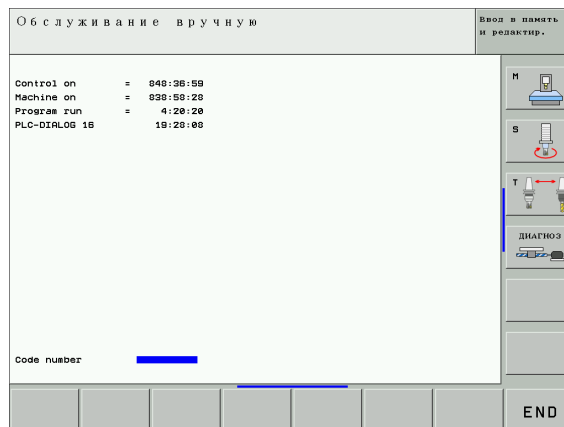 Обслуживание вручную
Ввод в память
и редактир.
Control on = 848:36:59
Machine on = 838:58:28
Program run = 4:20:20
PLC-DIALOG 16 19:28:08
M
S
T
ДИАГНОЗ
Code number
END